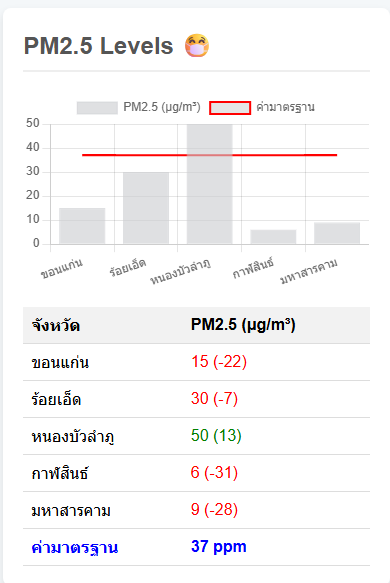 PM2.5 Levels 😷
PM2.5 (µg/m³) ค่ามาตรฐาน
50
40
30
20
10
0
ขอนแก่น ร้อยเอ็ด หนองบัวลำภู กาฬสินธ์ มหาสารคาม
จังหวัด PM2.5 (µg/m³)
ขอนแก่น 15 (-22)
ร้อยเอ็ด 30 (-7)
หนองบัวลำภู 50 (13)
กาฬสินธ์ 6 (-31)
มหาสารคาม 9 (-28)
ค่ามาตรฐาน 37 ppm